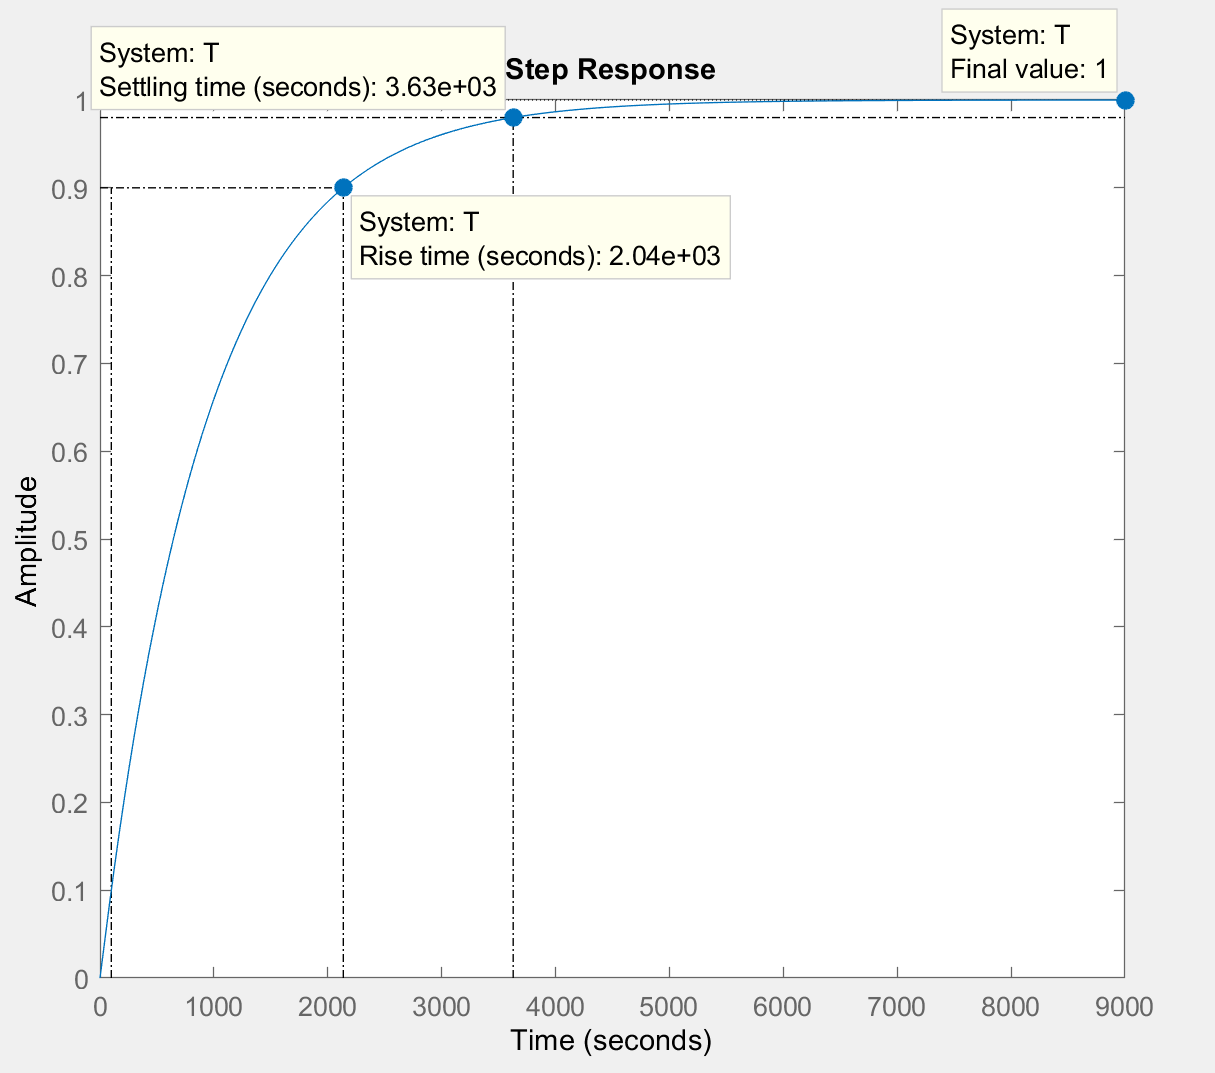 System: T
Settling time (seconds): 3.63e+03
Step Response
System: T
Final value: 1
System: T
Rise time (seconds): 2.04e+03
1
0.9
0.8
0.7
0.6
0.5
0.4
0.3
0.2
0.1
0
Amplitude
0 1000 2000 3000 4000 5000 6000 7000 8000 9000
Time (seconds)